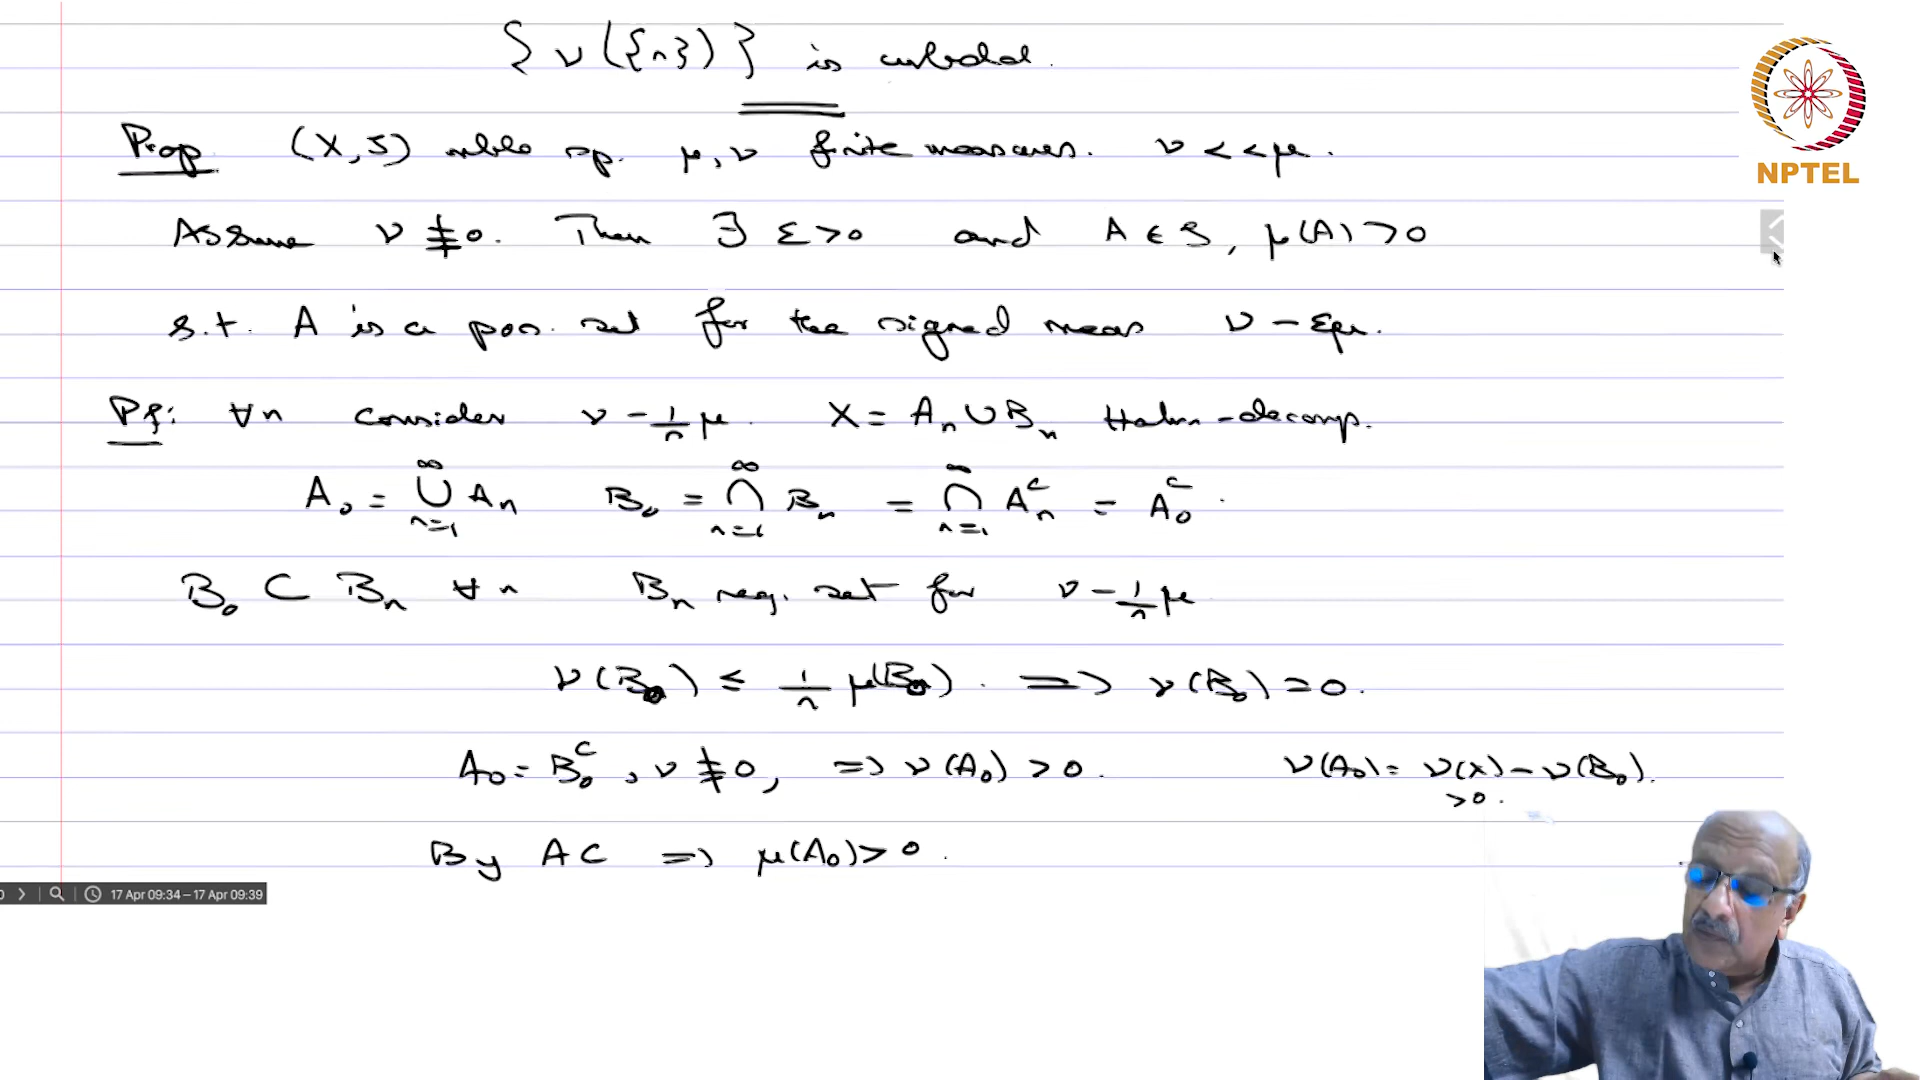 { ν({n}) } is unbdd.
NPTEL
Prop (X, S) mble sp. μ, ν finite measures. ν << μ.
Assume ν ≢ 0. Then ∃ ε>0 and A ∈ S, μ(A) > 0
s.t. A is a pos. set for the signed meas ν - εμ.
Pf: ∀n consider ν - 1/n μ. X = A_n ∪ B_n Hahn-decomp.
A_0 = ∪_{n=1}^∞ A_n B_0 = ∩_{n=1}^∞ B_n = ∩_{n=1}^∞ A_n^c = A_0^c.
B_0 ⊂ B_n ∀n B_n neg. set for ν - 1/n μ
ν(B_0) ≤ 1/n μ(B_0). ⇒ ν(B_0) = 0.
A_0 = B_0^c, ν ≢ 0, ⇒ ν(A_0) > 0. ν(A_0) = ν(X) - ν(B_0).
>0.
By AC ⇒ μ(A_0) > 0.
17 Apr 09:34 – 17 Apr 09:39